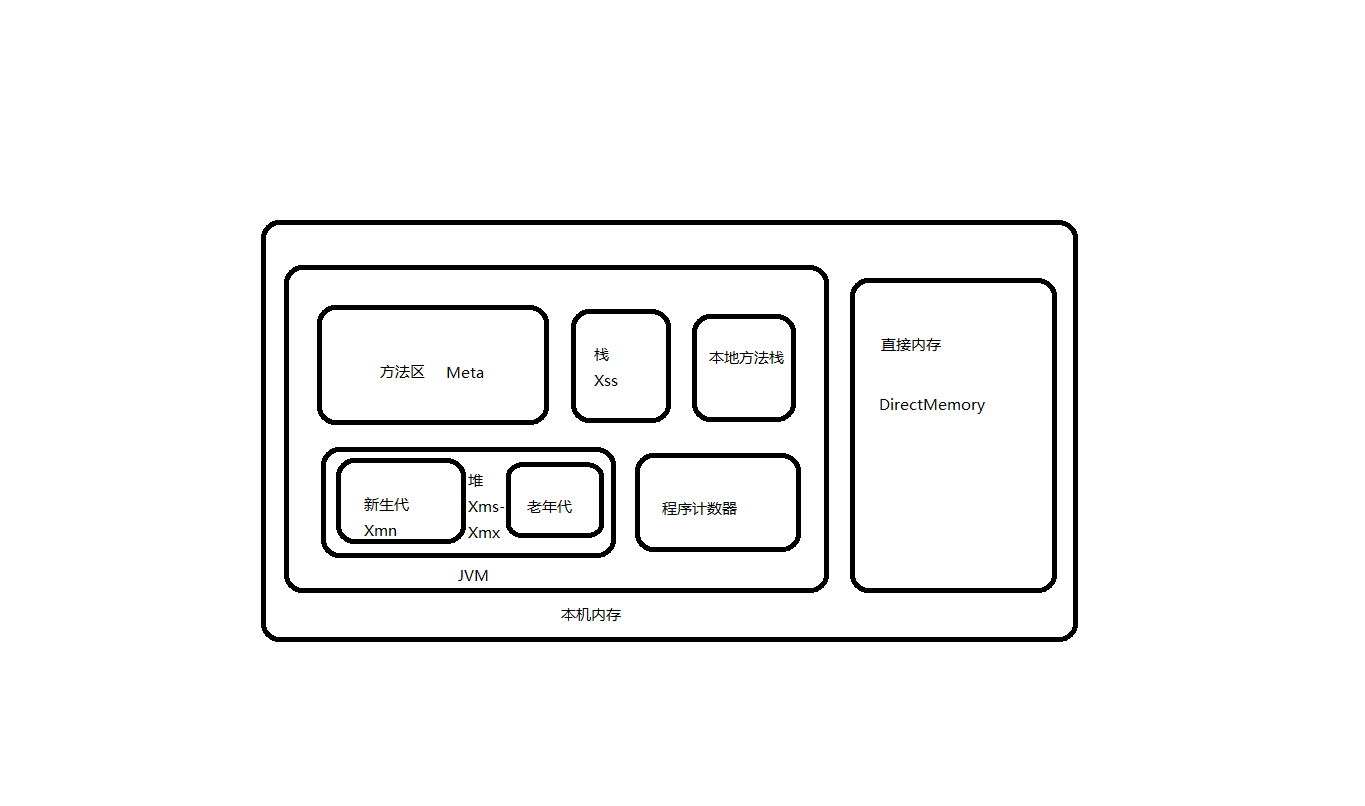 方法区 Meta
栈
Xss
本地方法栈
直接内存
DirectMemory
新生代
Xmn
堆
Xms-
Xmx
老年代
程序计数器
JVM
本机内存